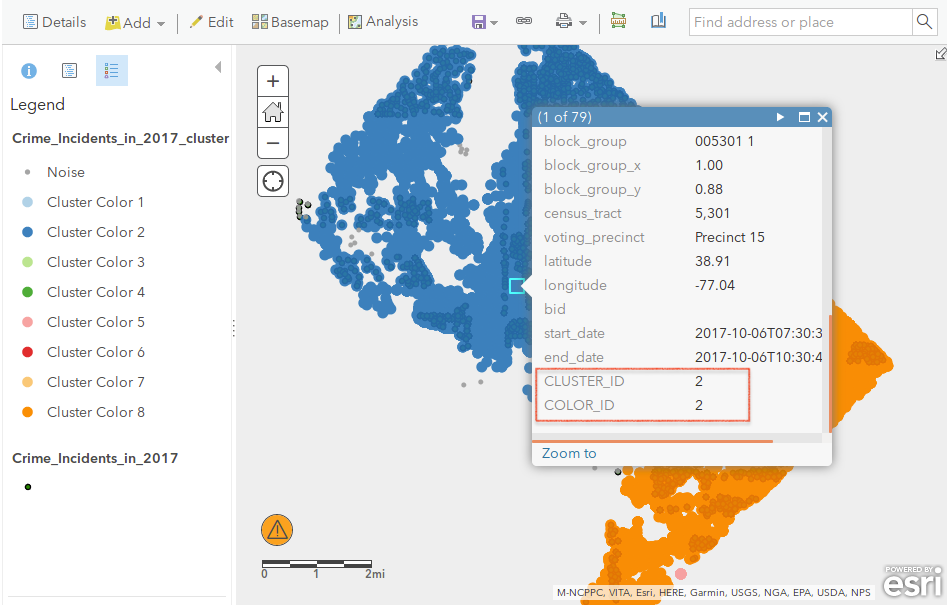 Details Add Edit Basemap Analysis Find address or place
Legend
Crime_Incidents_in_2017_cluster
Noise
Cluster Color 1
Cluster Color 2
Cluster Color 3
Cluster Color 4
Cluster Color 5
Cluster Color 6
Cluster Color 7
Cluster Color 8
Crime_Incidents_in_2017
(1 of 79)
block_group 005301 1
block_group_x 1.00
block_group_y 0.88
census_tract 5,301
voting_precinct Precinct 15
latitude 38.91
longitude -77.04
bid
start_date 2017-10-06T07:30:3
end_date 2017-10-06T10:30:4
CLUSTER_ID 2
COLOR_ID 2
Zoom to
0 1 2mi
M-NCPPC, VITA, Esri, HERE, Garmin, USGS, NGA, EPA, USDA, NPS
POWERED BY
esri